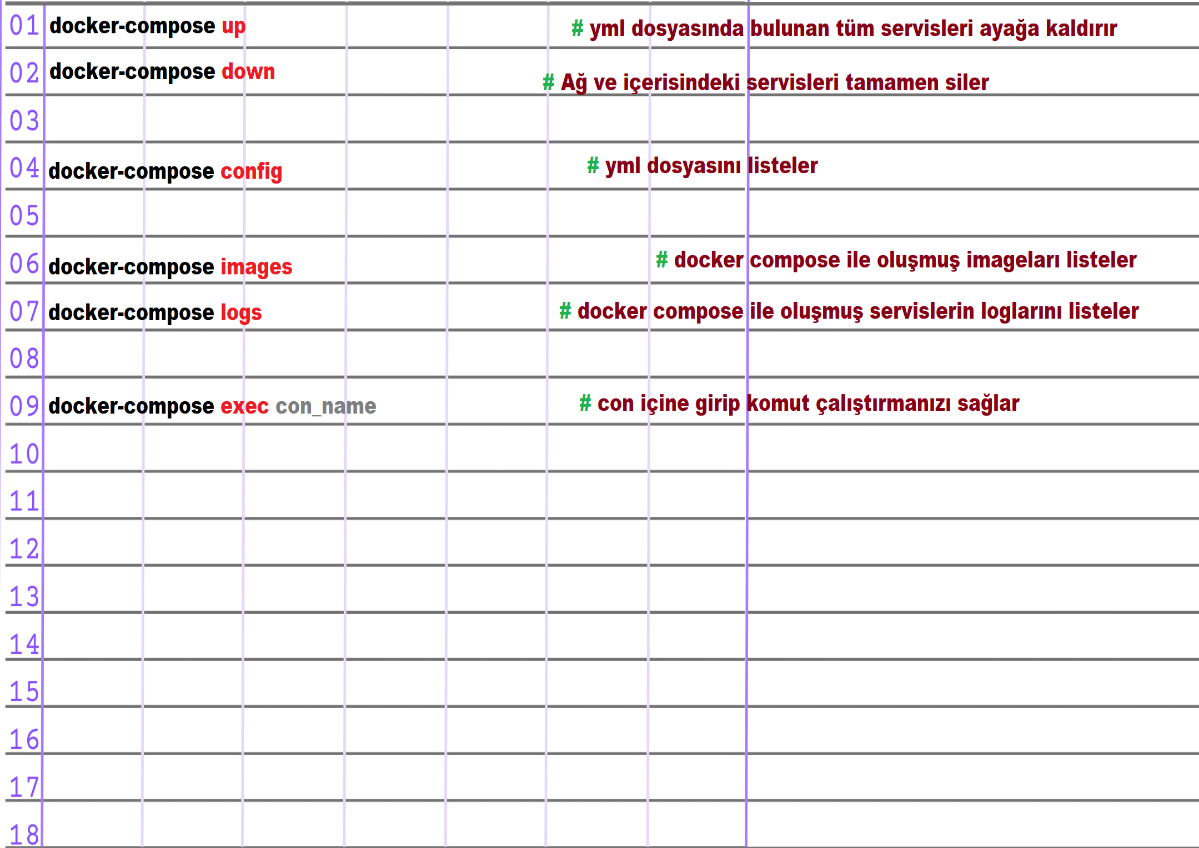 01 docker-compose up # yml dosyasında bulunan tüm servisleri ayağa kaldırır
02 docker-compose down # Ağ ve içerisindeki servisleri tamamen siler
03
04 docker-compose config # yml dosyasını listeler
05
06 docker-compose images # docker compose ile oluşmuş imageları listeler
07 docker-compose logs # docker compose ile oluşmuş servislerin loglarını listeler
08
09 docker-compose exec con_name # con içine girip komut çalıştırmanızı sağlar
10
11
12
13
14
15
16
17
18